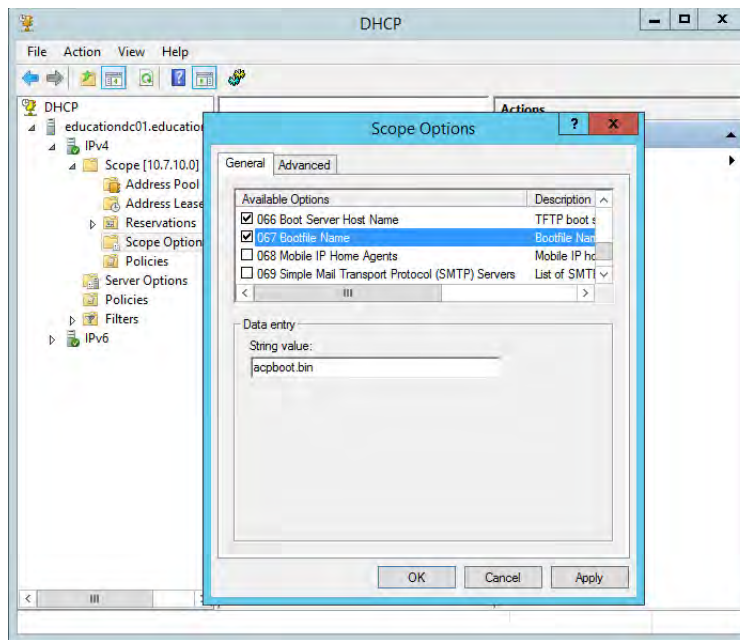 DHCP
File Action View Help
DHCP
educationdc01.education
IPv4
Scope [10.7.10.0]
Address Pool
Address Lease
Reservations
Scope Option
Policies
Server Options
Policies
Filters
IPv6
Actions
Scope Options
General Advanced
Available Options Description
066 Boot Server Host Name TFTP boot s
067 Bootfile Name Bootfile Nam
068 Mobile IP Home Agents Mobile IP ho
069 Simple Mail Transport Protocol (SMTP) Servers List of SMTI
Data entry
String value:
acpboot.bin
OK Cancel Apply